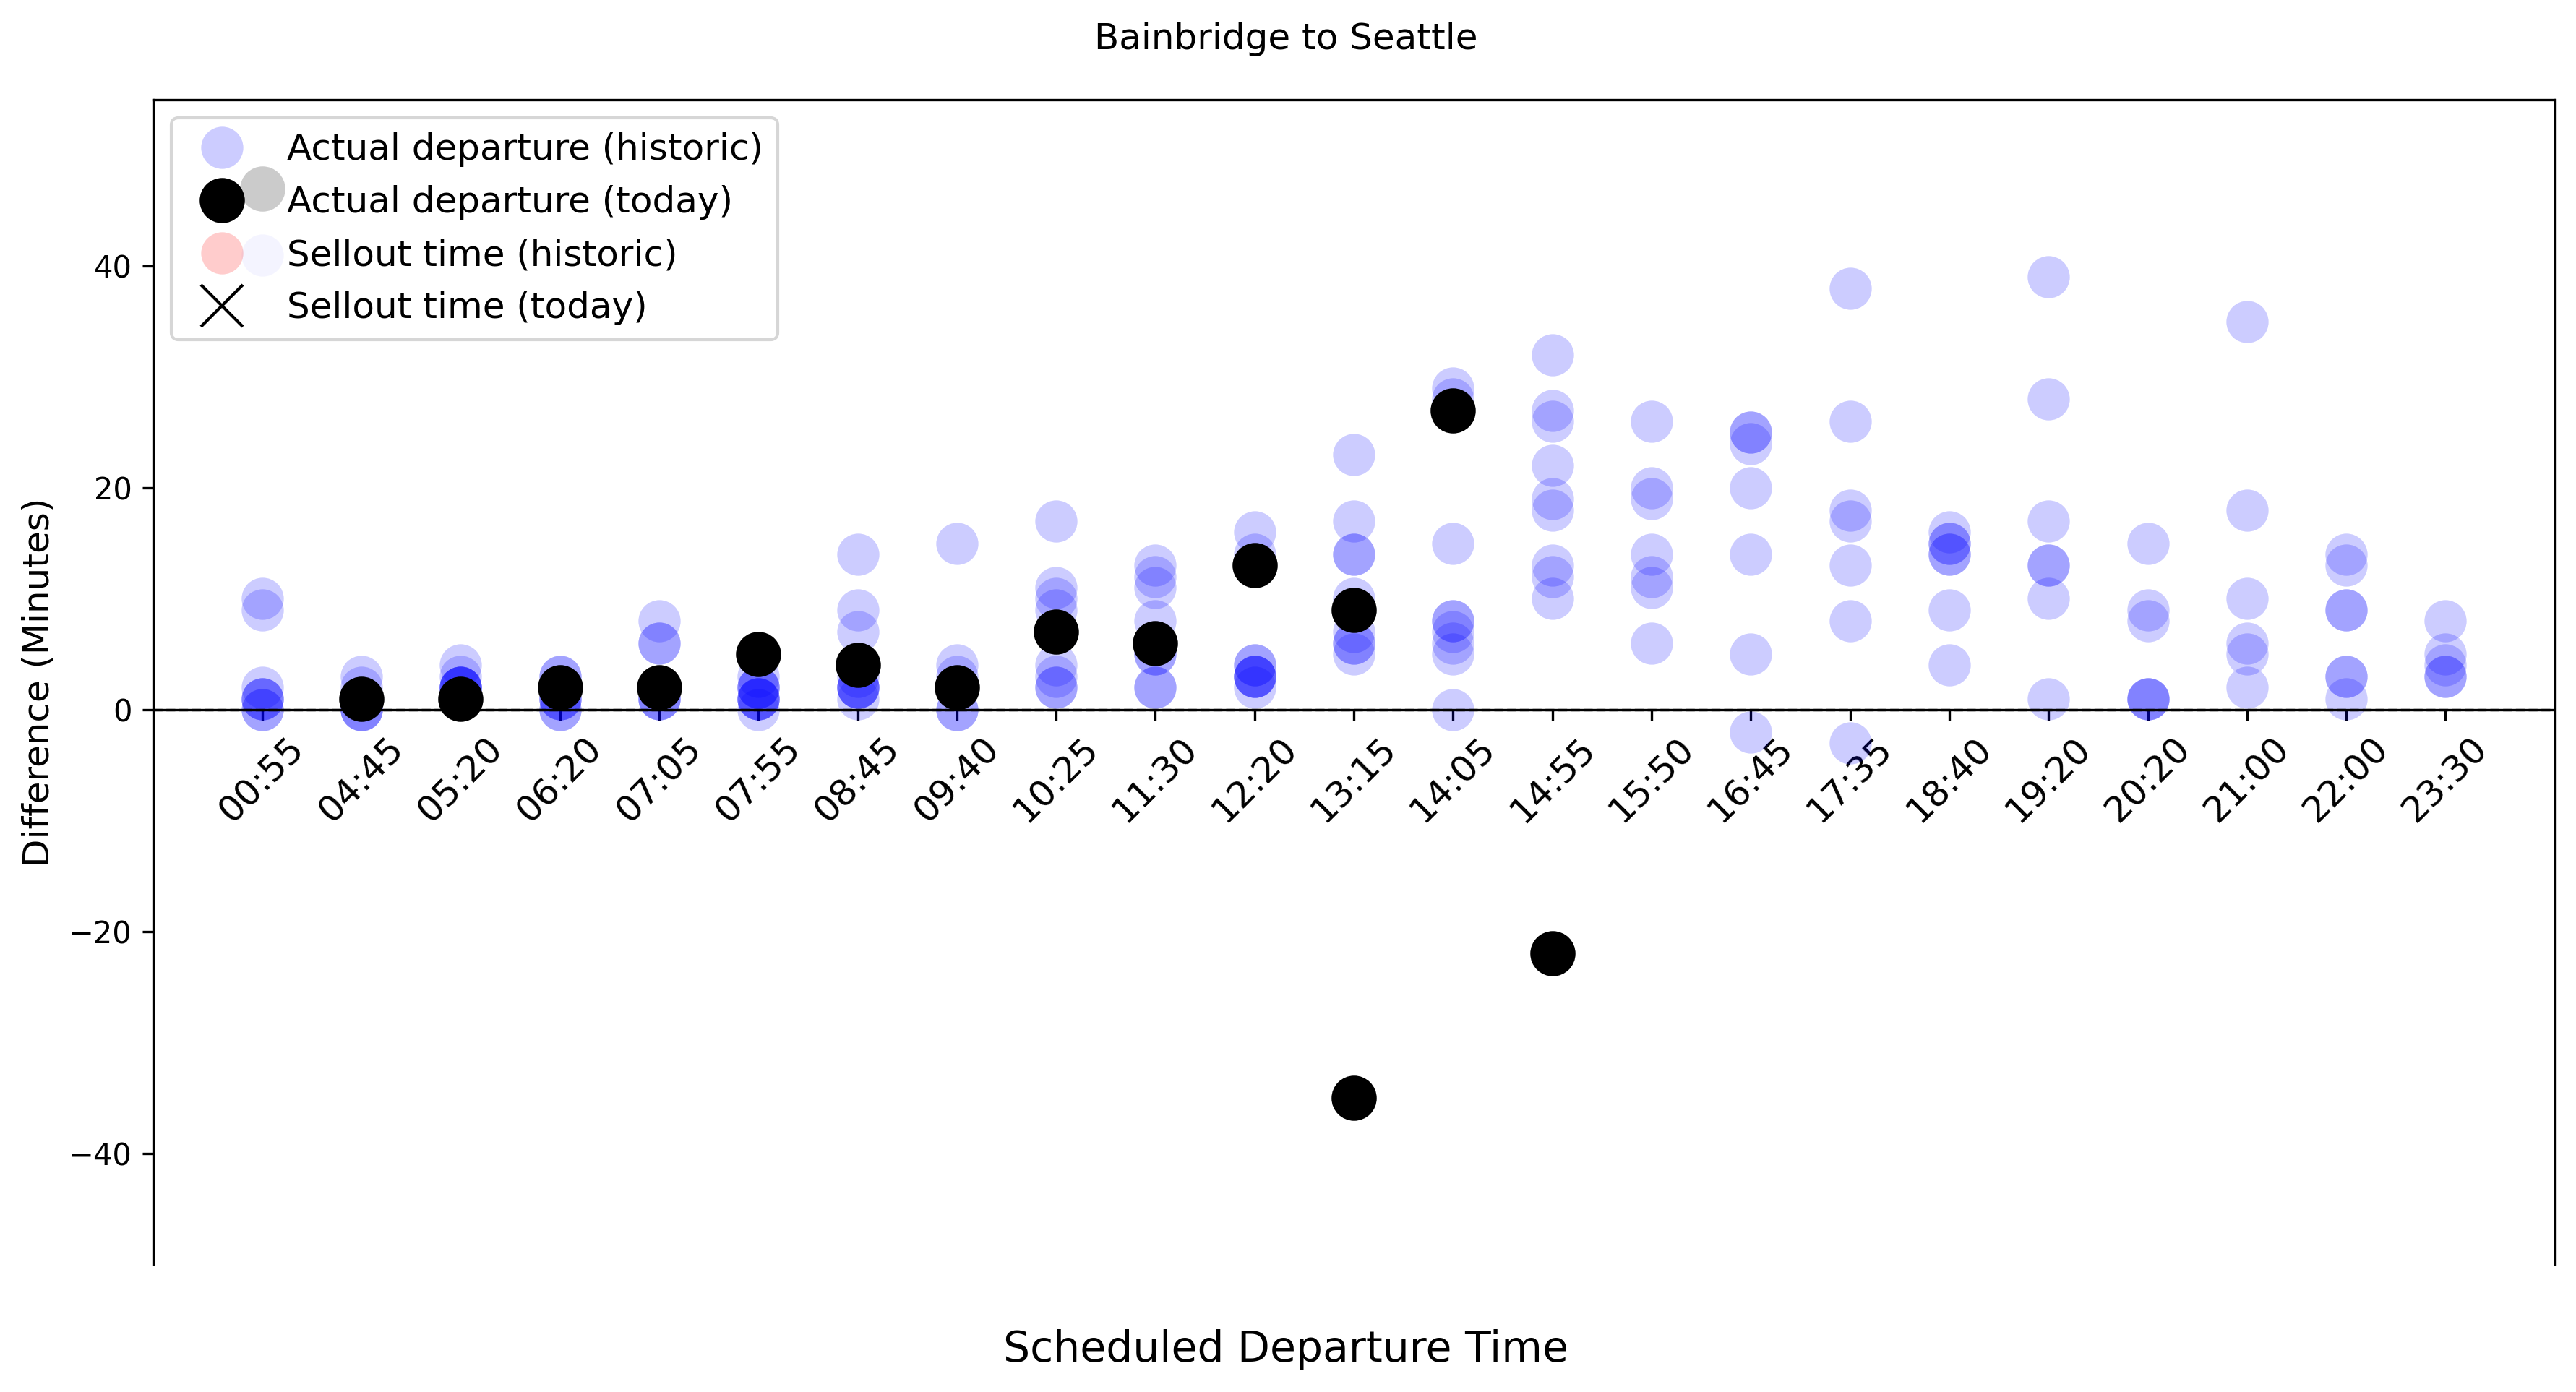 Bainbridge to Seattle
Actual departure (historic)
Actual departure (today)
Sellout time (historic)
Sellout time (today)
Difference (Minutes)
40
20
0
−20
−40
00:55 04:45 05:20 06:20 07:05 07:55 08:45 09:40 10:25 11:30 12:20 13:15 14:05 14:55 15:50 16:45 17:35 18:40 19:20 20:20 21:00 22:00 23:30
Scheduled Departure Time